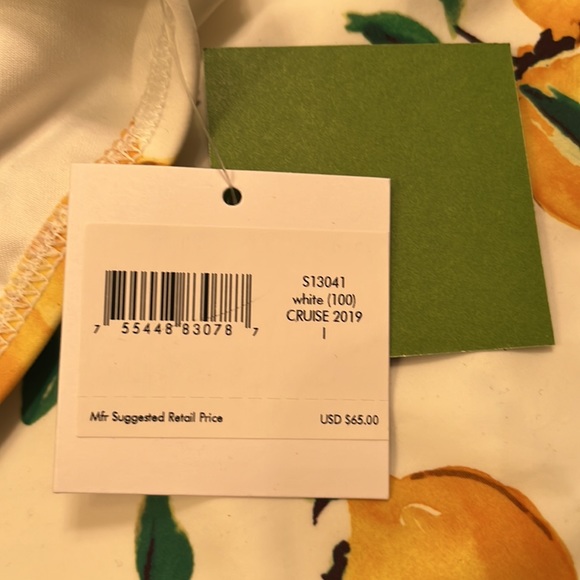 S13041
white (100)
CRUISE 2019
l
7 55448 83078 7
Mfr Suggested Retail Price USD $65.00